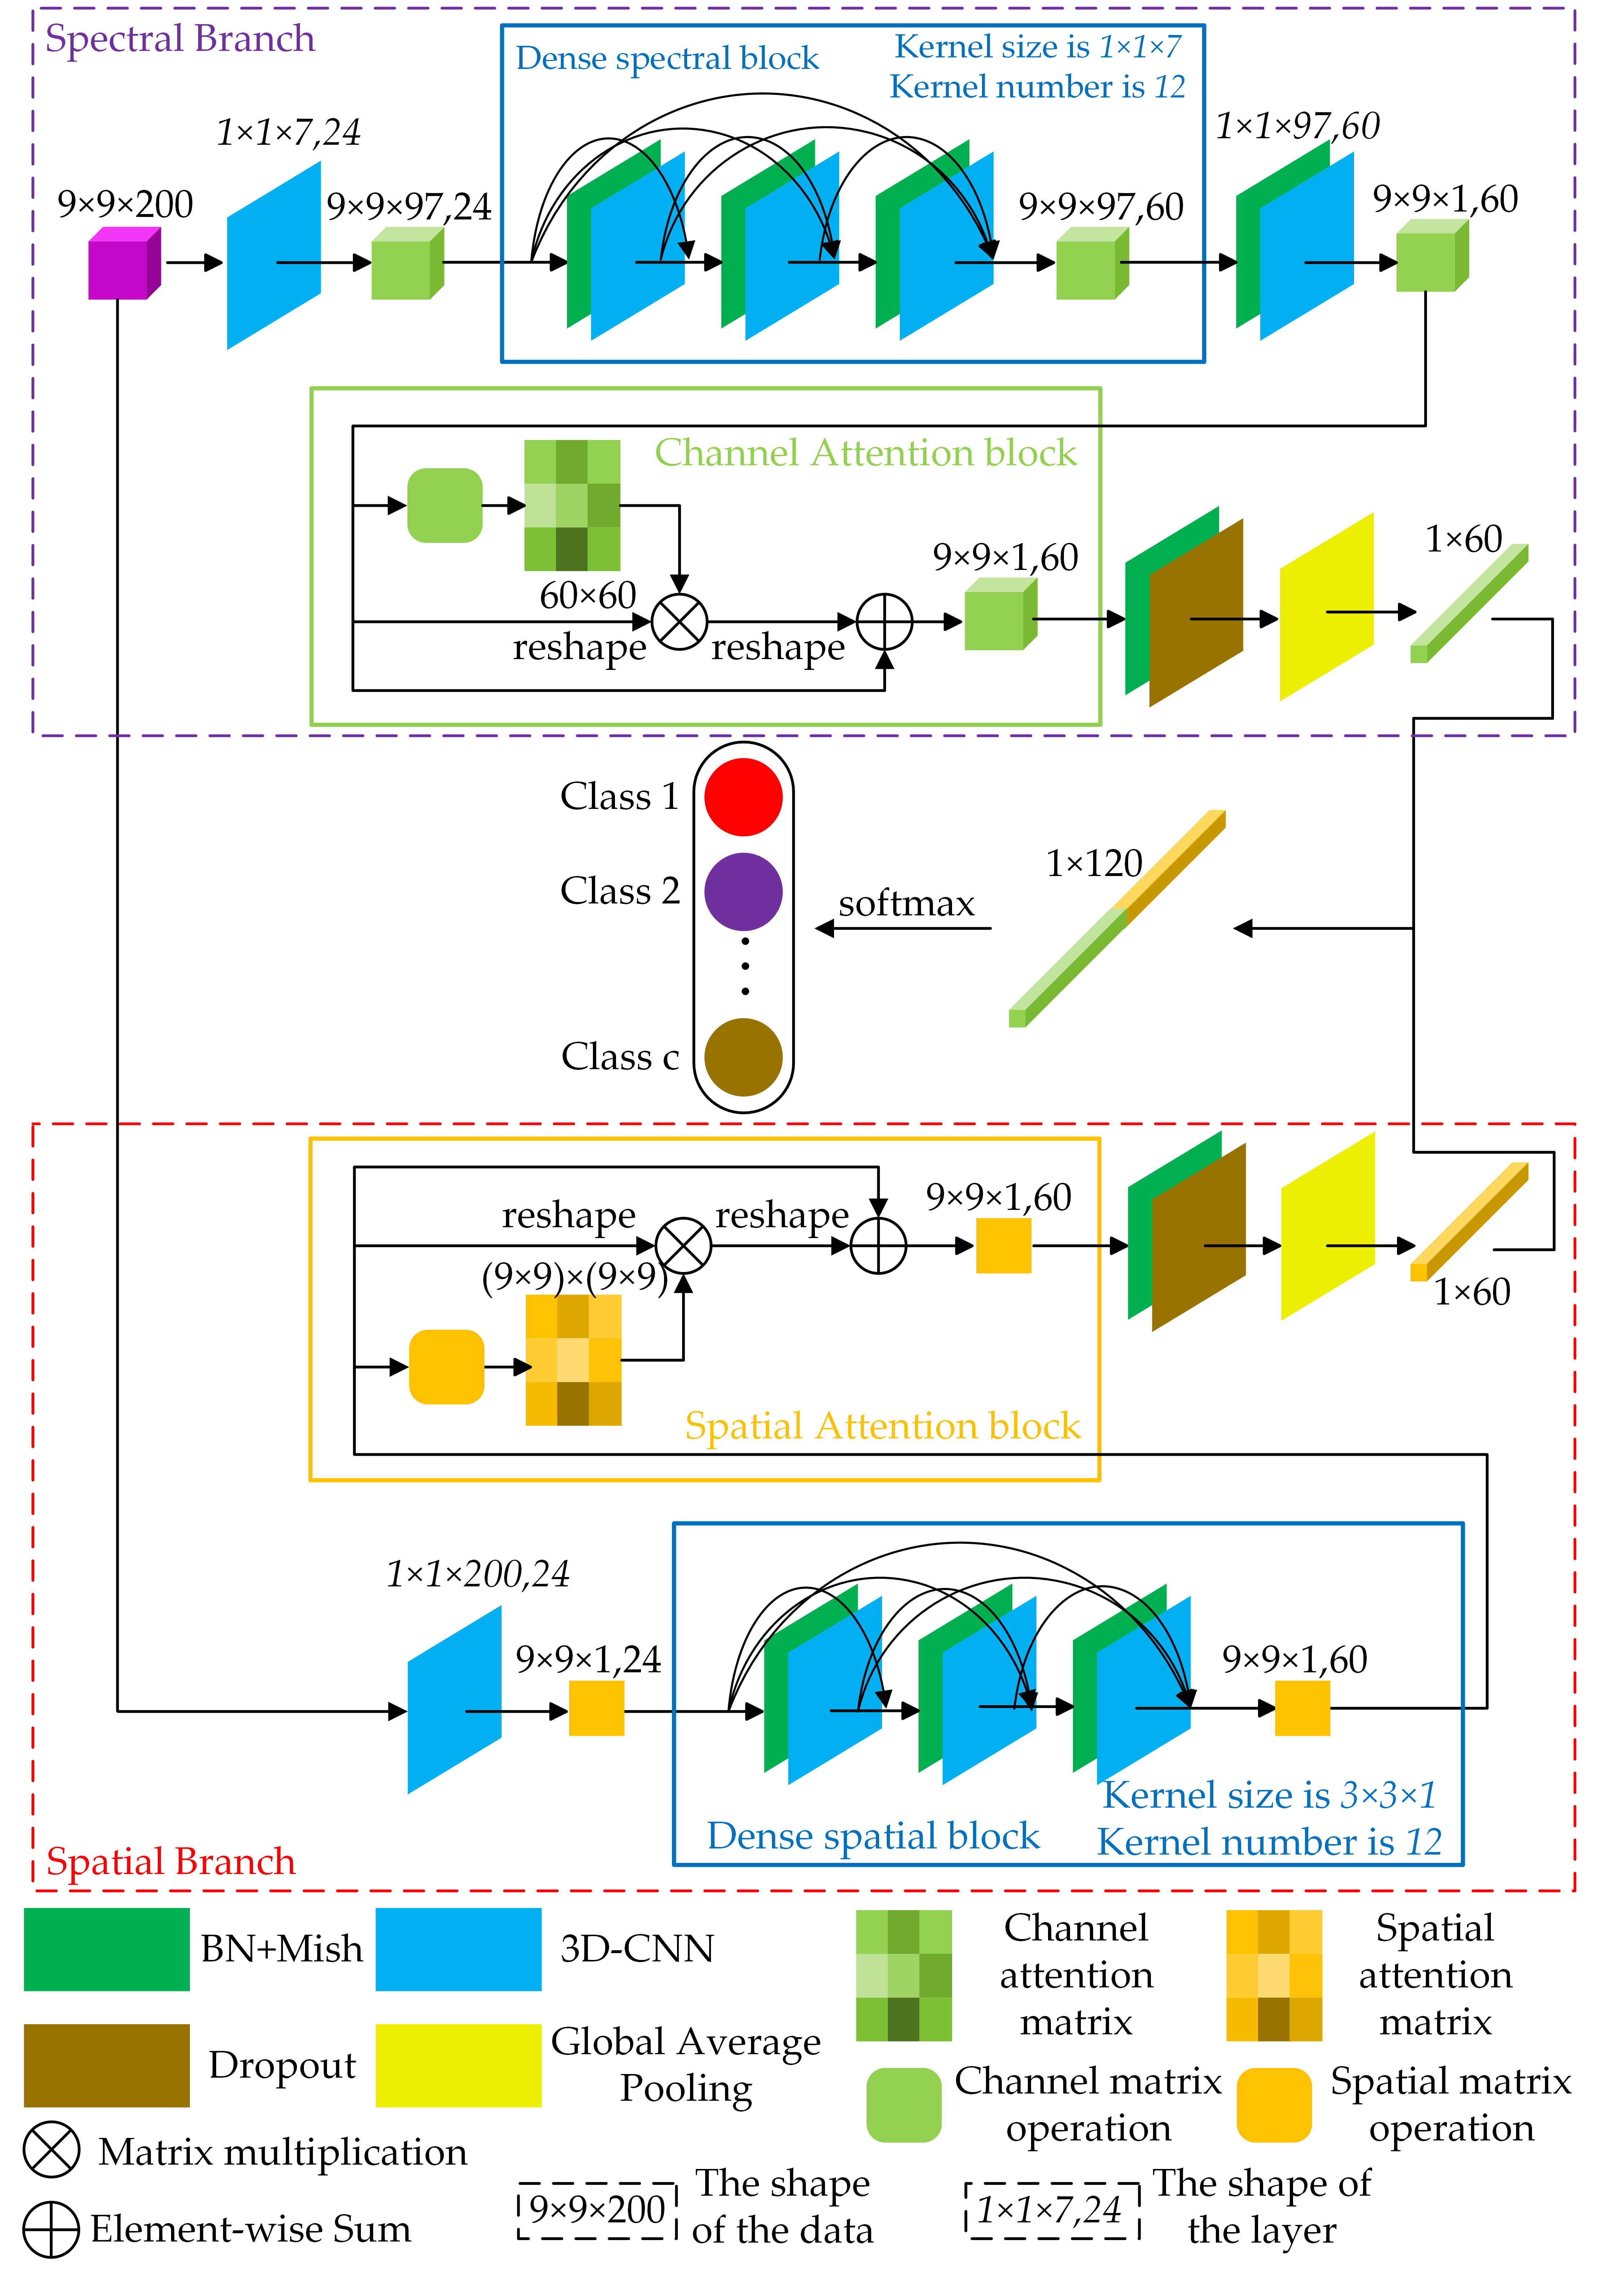 Spectral Branch
Dense spectral block
Kernel size is 1×1×7
Kernel number is 12
1×1×7,24
1×1×97,60
9×9×200
9×9×97,24
9×9×97,60
9×9×1,60
Channel Attention block
60×60
reshape
reshape
9×9×1,60
1×60
Class 1
Class 2
Class c
softmax
1×120
reshape
reshape
9×9×1,60
(9×9)×(9×9)
1×60
Spatial Attention block
1×1×200,24
9×9×1,24
9×9×1,60
Kernel size is 3×3×1
Dense spatial block
Kernel number is 12
Spatial Branch
BN+Mish
3D-CNN
Channel
attention
matrix
Spatial
attention
matrix
Dropout
Global Average
Pooling
Channel matrix
operation
Spatial matrix
operation
Matrix multiplication
Element-wise Sum
9×9×200
The shape
of the data
1×1×7,24
The shape of
the layer